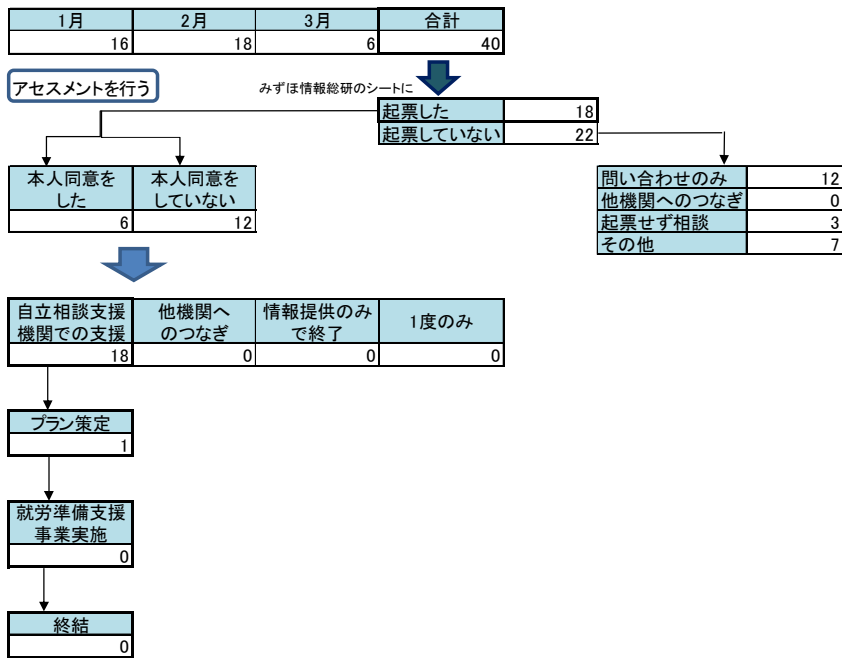 1月 2月 3月 合計
16 18 6 40
アセスメントを行う
みずほ情報総研のシートに
起票した 18
起票していない 22
本人同意を
した
本人同意を
していない
6 12
問い合わせのみ 12
他機関へのつなぎ 0
起票せず相談 3
その他 7
自立相談支援
機関での支援
他機関へ
のつなぎ
情報提供のみ
で終了
1度のみ
18 0 0 0
プラン策定
1
就労準備支援
事業実施
0
終結
0